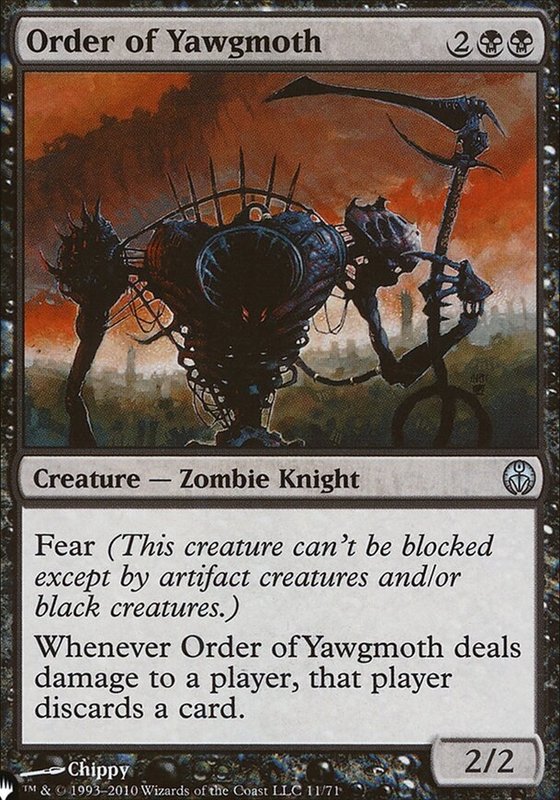 Order of Yawgmoth 2
Creature — Zombie Knight
Fear (This creature can't be blocked
except by artifact creatures and/or
black creatures.)
Whenever Order of Yawgmoth deals
damage to a player, that player
discards a card.
2/2
Chippy
™ & © 1993–2010 Wizards of the Coast LLC 11/71